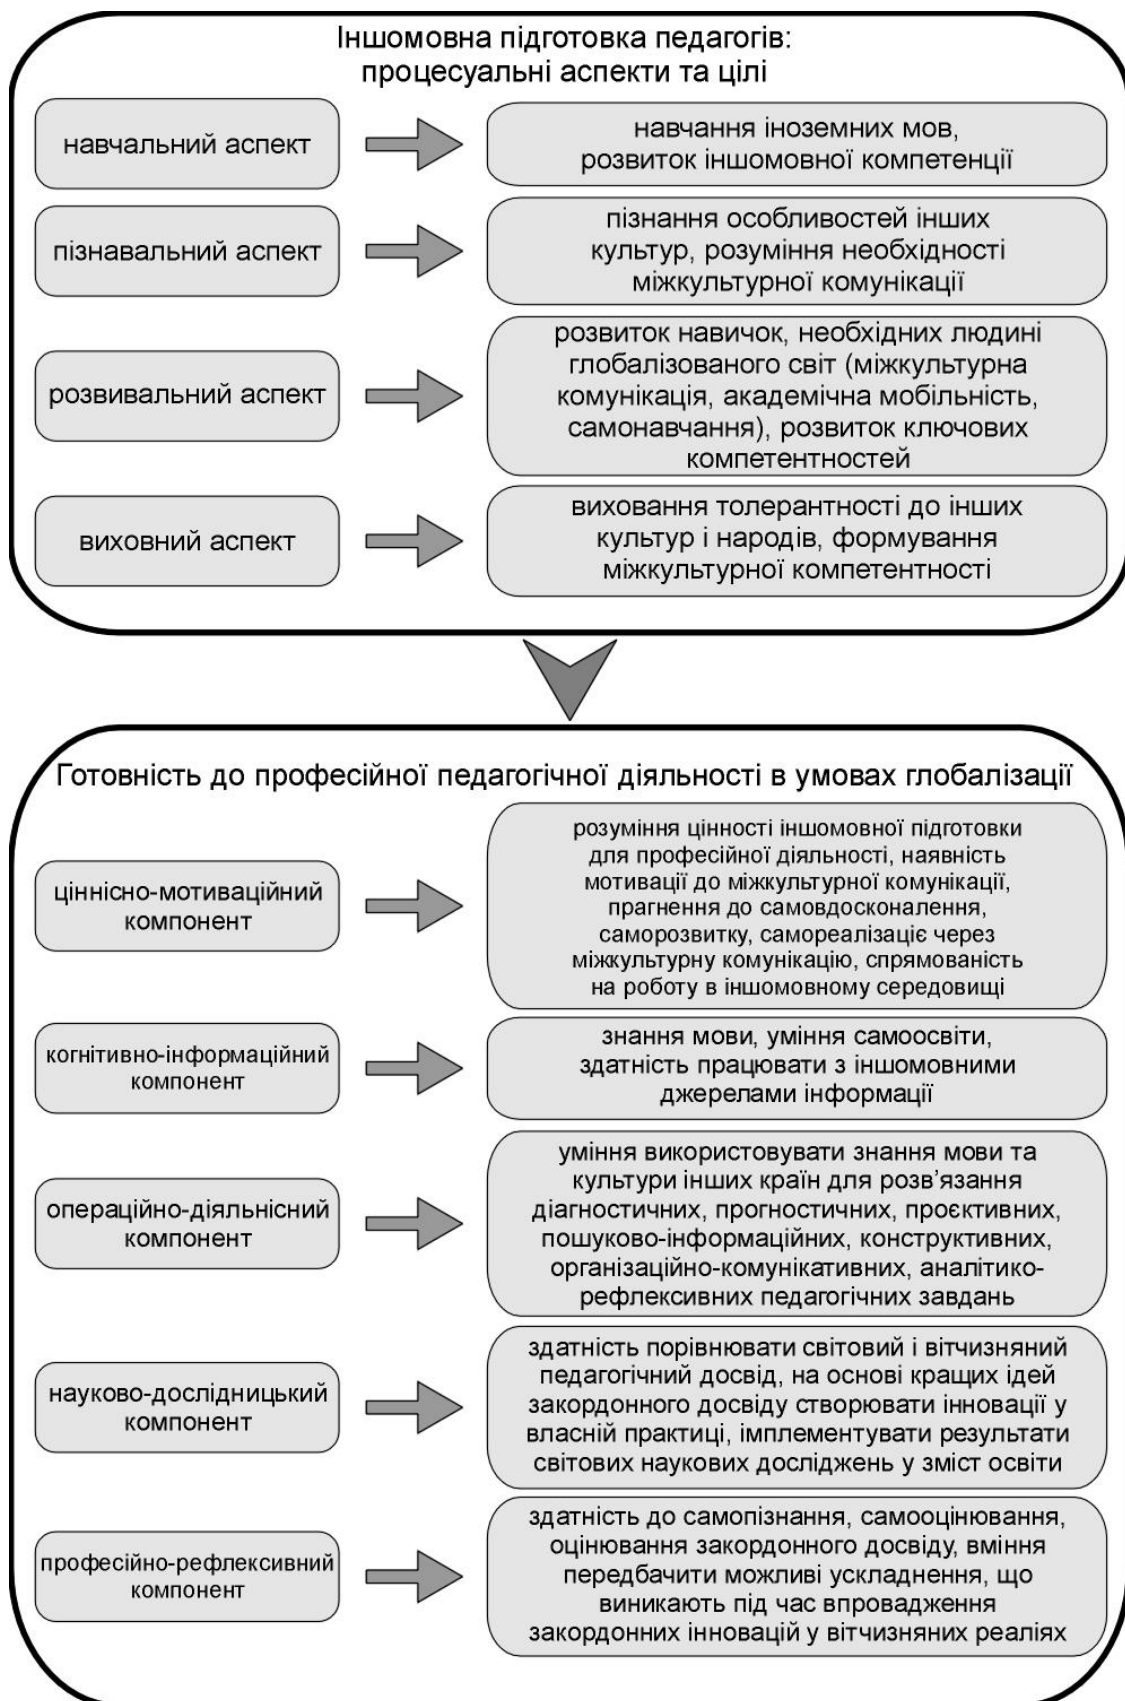 Іншомовна підготовка педагогів:
процесуальні аспекти та цілі
навчальний аспект
навчання іноземних мов,
розвиток іншомовної компетенції
пізнавальний аспект
пізнання особливостей інших
культур, розуміння необхідності
міжкультурної комунікації
розвивальний аспект
розвиток навичок, необхідних людині
глобалізованого світ (міжкультурна
комунікація, академічна мобільність,
самонавчання), розвиток ключових
компетентностей
виховний аспект
виховання толерантності до інших
культур і народів, формування
міжкультурної компетентності
Готовність до професійної педагогічної діяльності в умовах глобалізації
ціннісно-мотиваційний
компонент
розуміння цінності іншомовної підготовки
для професійної діяльності, наявність
мотивації до міжкультурної комунікації,
прагнення до самовдосконалення,
саморозвитку, самореалізаціє через
міжкультурну комунікацію, спрямованість
на роботу в іншомовному середовищі
когнітивно-інформаційний
компонент
знання мови, уміння самоосвіти,
здатність працювати з іншомовними
джерелами інформації
операційно-діяльнісний
компонент
уміння використовувати знання мови та
культури інших країн для розв’язання
діагностичних, прогностичних, проєктивних,
пошуково-інформаційних, конструктивних,
організаційно-комунікативних, аналітико-
рефлексивних педагогічних завдань
науково-дослідницький
компонент
здатність порівнювати світовий і вітчизняний
педагогічний досвід, на основі кращих ідей
закордонного досвіду створювати інновації у
власній практиці, імплементувати результати
світових наукових досліджень у зміст освіти
професійно-рефлексивний
компонент
здатність до самопізнання, самооцінювання,
оцінювання закордонного досвіду, вміння
передбачити можливі ускладнення, що
виникають під час впровадження
закордонних інновацій у вітчизняних реаліях